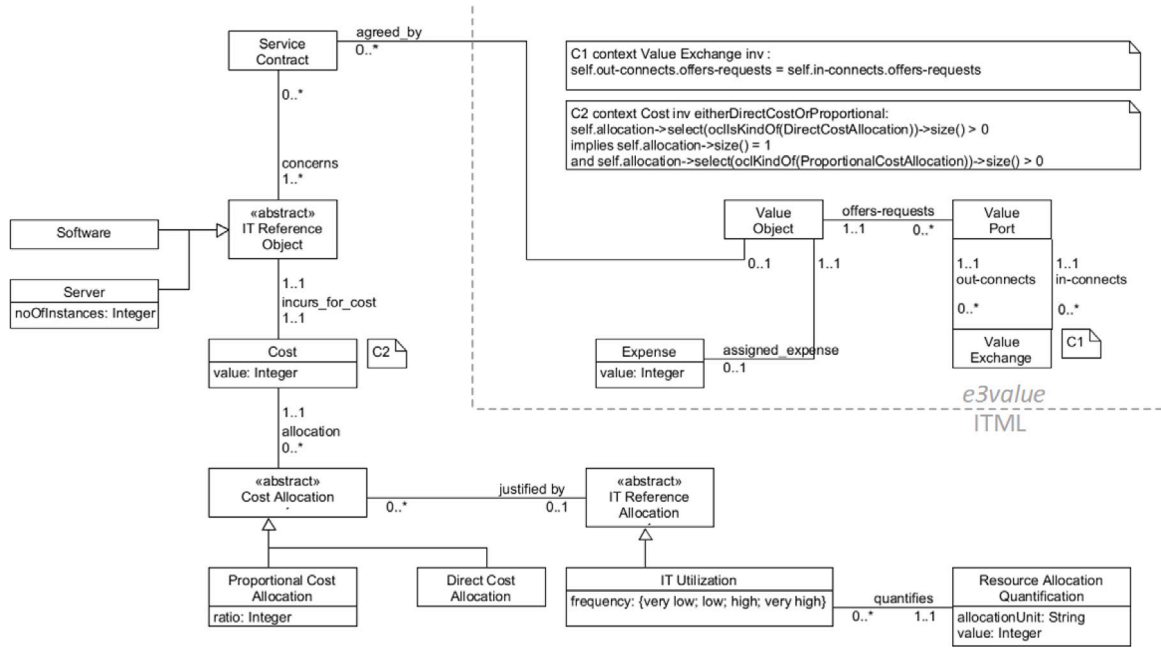 agreed_by
0..*
Service
Contract
0..*
concerns
1..*
C1 context Value Exchange inv :
self.out-connects.offers-requests = self.in-connects.offers-requests
C2 context Cost inv eitherDirectCostOrProportional:
self.allocation->select(oclIsKindOf(DirectCostAllocation))->size() > 0
implies self.allocation->size() = 1
and self.allocation->select(oclKindOf(ProportionalCostAllocation))->size() > 0
Software
Server
noOfInstances: Integer
«abstract»
IT Reference
Object
1..1
incurs_for_cost
1..1
Cost
value: Integer
C2
1..1
allocation
0..*
Value
Object
offers-requests
1..1 0..*
Value
Port
0..1
1..1
1..1
out-connects
0..*
1..1
in-connects
0..*
Value
Exchange
C1
Expense
value: Integer
assigned_expense
0..1
e3value
ITML
«abstract»
Cost Allocation
justified by
0..* 0..1
«abstract»
IT Reference
Allocation
Proportional Cost
Allocation
ratio: Integer
Direct Cost
Allocation
IT Utilization
frequency: {very low; low; high; very high}
quantifies
0..* 1..1
Resource Allocation
Quantification
allocationUnit: String
value: Integer